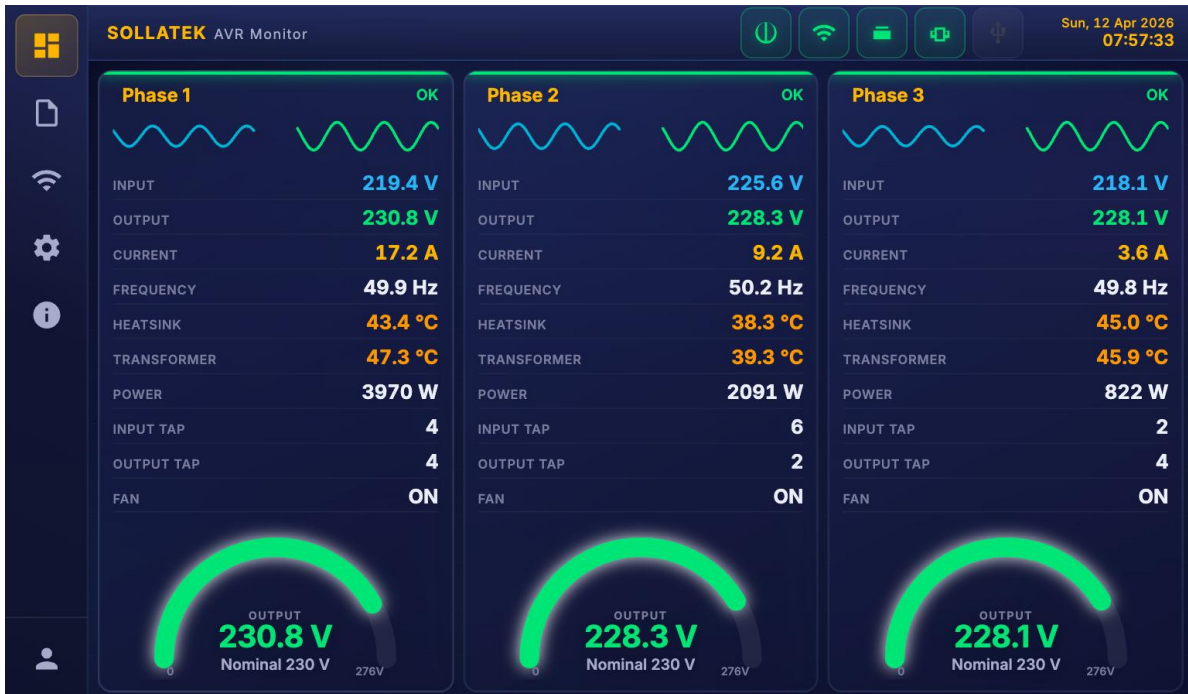 SOLLATEK AVR Monitor
Sun, 12 Apr 2026
07:57:33
Phase 1 OK
INPUT 219.4 V
OUTPUT 230.8 V
CURRENT 17.2 A
FREQUENCY 49.9 Hz
HEATSINK 43.4 °C
TRANSFORMER 47.3 °C
POWER 3970 W
INPUT TAP 4
OUTPUT TAP 4
FAN ON
OUTPUT
230.8 V
Nominal 230 V
0 276V
Phase 2 OK
INPUT 225.6 V
OUTPUT 228.3 V
CURRENT 9.2 A
FREQUENCY 50.2 Hz
HEATSINK 38.3 °C
TRANSFORMER 39.3 °C
POWER 2091 W
INPUT TAP 6
OUTPUT TAP 2
FAN ON
OUTPUT
228.3 V
Nominal 230 V
0 276V
Phase 3 OK
INPUT 218.1 V
OUTPUT 228.1 V
CURRENT 3.6 A
FREQUENCY 49.8 Hz
HEATSINK 45.0 °C
TRANSFORMER 45.9 °C
POWER 822 W
INPUT TAP 2
OUTPUT TAP 4
FAN ON
OUTPUT
228.1 V
Nominal 230 V
0 276V